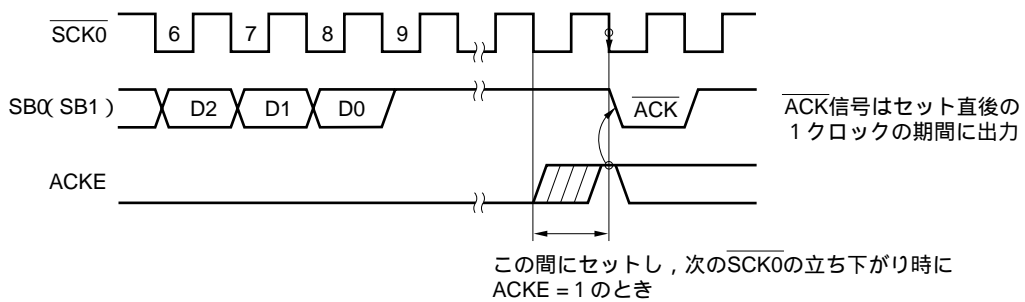 SCK0
6 7 8 9
SB0(SB1)
D2 D1 D0
ACK
ACK信号はセット直後の
1クロックの期間に出力
ACKE
この間にセットし,次のSCK0の立ち下がり時に
ACKE=1のとき